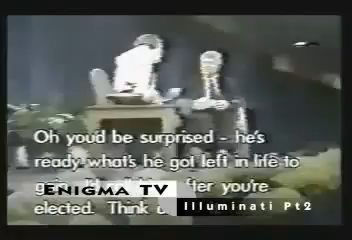 Oh you'd be surprised - he's
ready what's he got left in life to
ENIGMA TV
after you're
elected. Think
Illuminati Pt2